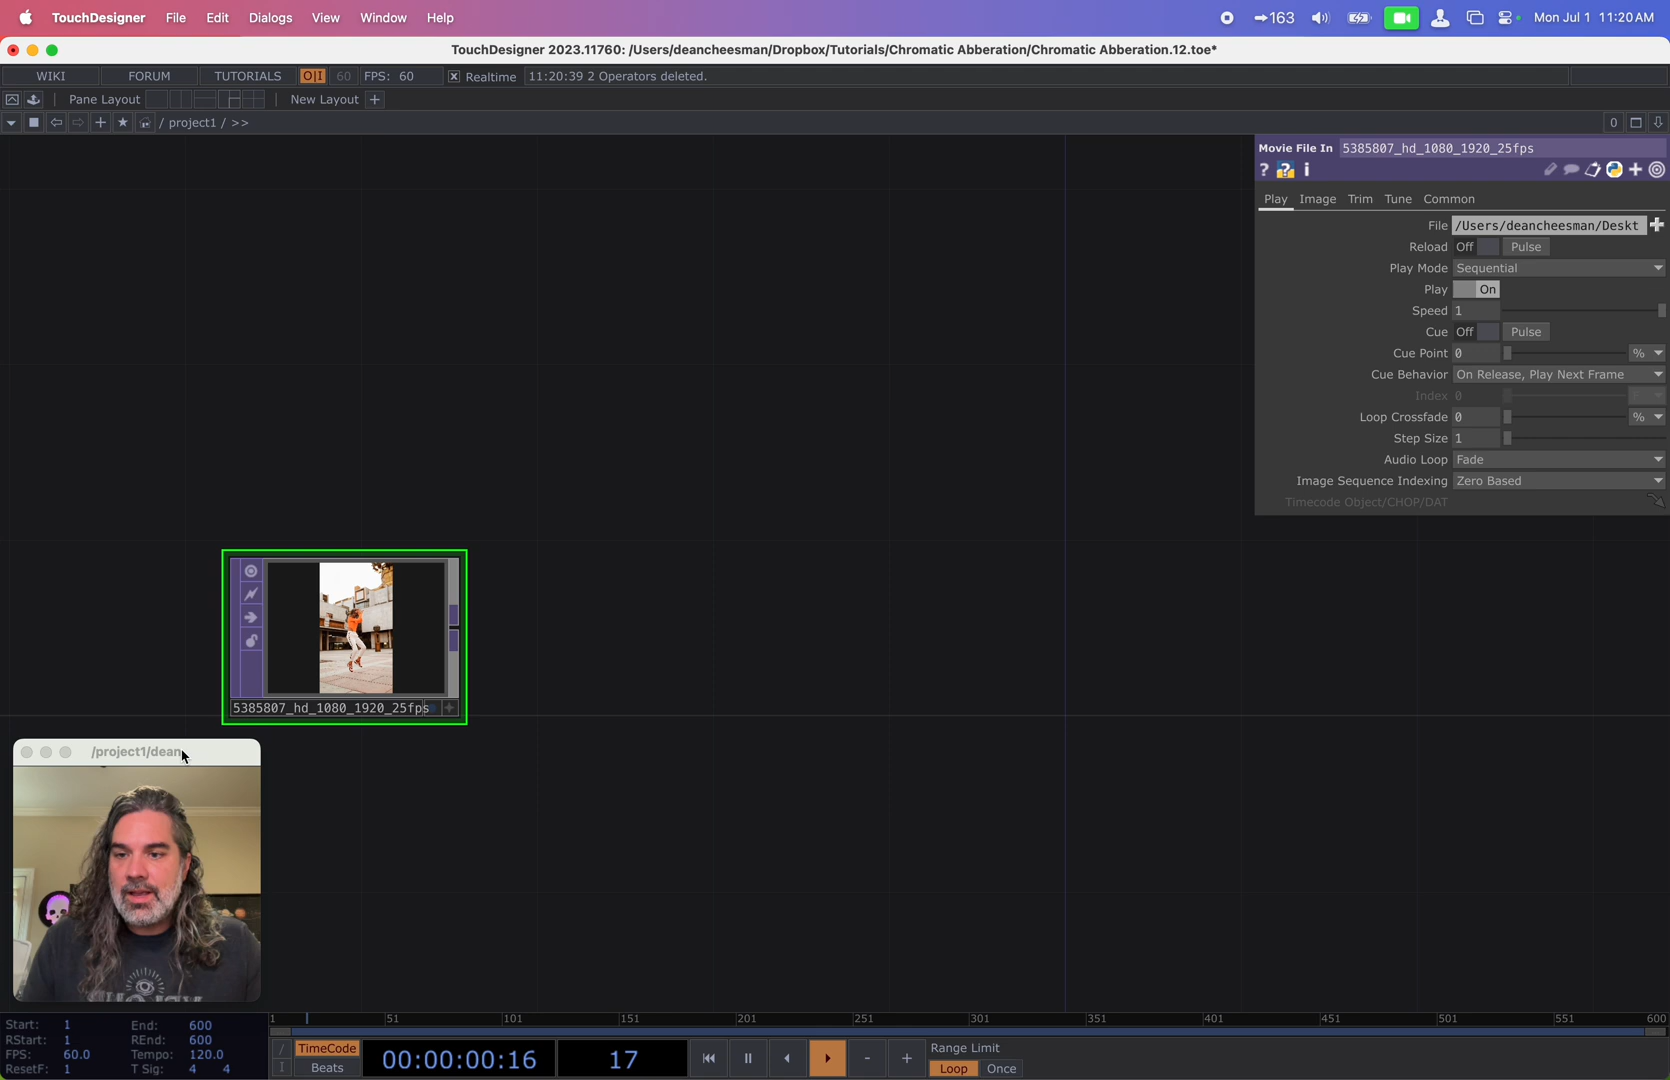 TouchDesigner File Edit Dialogs View Window Help 163 Mon Jul 1 11:20AM
TouchDesigner 2023.11760: /Users/deancheesman/Dropbox/Tutorials/Chromatic Abberation/Chromatic Abberation.12.toe*
WIKI FORUM TUTORIALS O|I 60 FPS: 60 Realtime 11:20:39 2 Operators deleted.
Pane Layout New Layout +
/ project1 / >> 0
Movie File In 5385807_hd_1080_1920_25fps
? ? i
Play Image Trim Tune Common
File /Users/deancheesman/Deskt
Reload Off Pulse
Play Mode Sequential
Play On
Speed 1
Cue Off Pulse
Cue Point 0 %
Cue Behavior On Release, Play Next Frame
Index 0 F
Loop Crossfade 0 %
Step Size 1
Audio Loop Fade
Image Sequence Indexing Zero Based
Timecode Object/CHOP/DAT
5385807_hd_1080_1920_25fps
/project1/dean
1 51 101 151 201 251 301 351 401 451 501 551 600
Start: 1 End: 600
RStart: 1 REnd: 600
FPS: 60.0 Tempo: 120.0
ResetF: 1 T Sig: 4 4
/ TimeCode 00:00:00:16 17 - + Range Limit
I Beats Loop Once